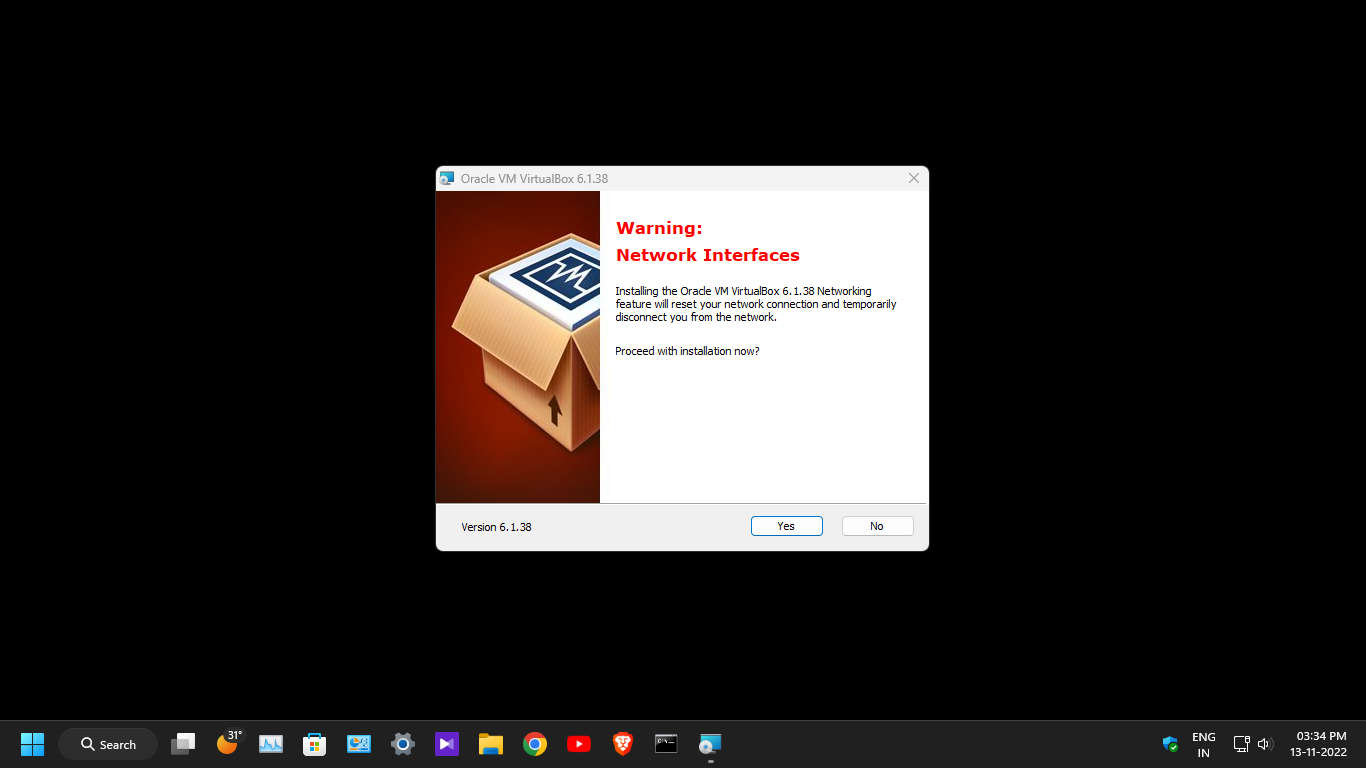 Oracle VM VirtualBox 6.1.38
Warning:
Network Interfaces
Installing the Oracle VM VirtualBox 6.1.38 Networking
feature will reset your network connection and temporarily
disconnect you from the network.
Proceed with installation now?
Version 6.1.38
Yes
No
Search
31°
ENG
IN
03:34 PM
13-11-2022